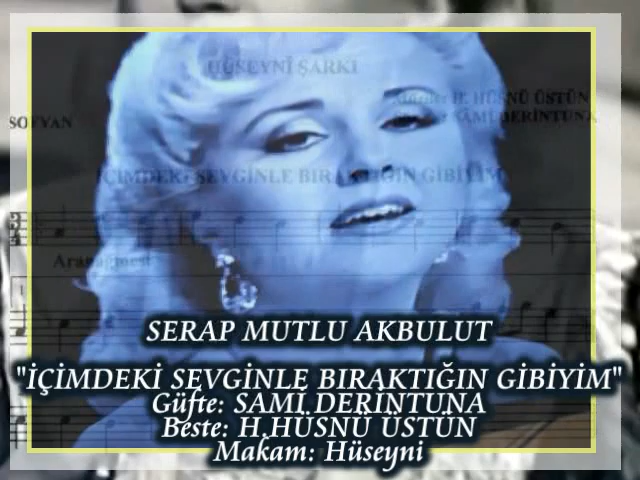 HÜSEYNİ ŞARKI
H. HÜSNÜ ÜSTÜN
SOFYAN
SAMİ DERİNTUNA
İÇİMDEKİ SEVGİNLE BIRAKTIĞIN GİBİYİM
Aranağmesi
SERAP MUTLU AKBULUT
"İÇİMDEKİ SEVGİNLE BIRAKTIĞIN GİBİYİM"
Güfte: SAMİ DERİNTUNA
Beste: H.HÜSNÜ ÜSTÜN
Makam: Hüseyni